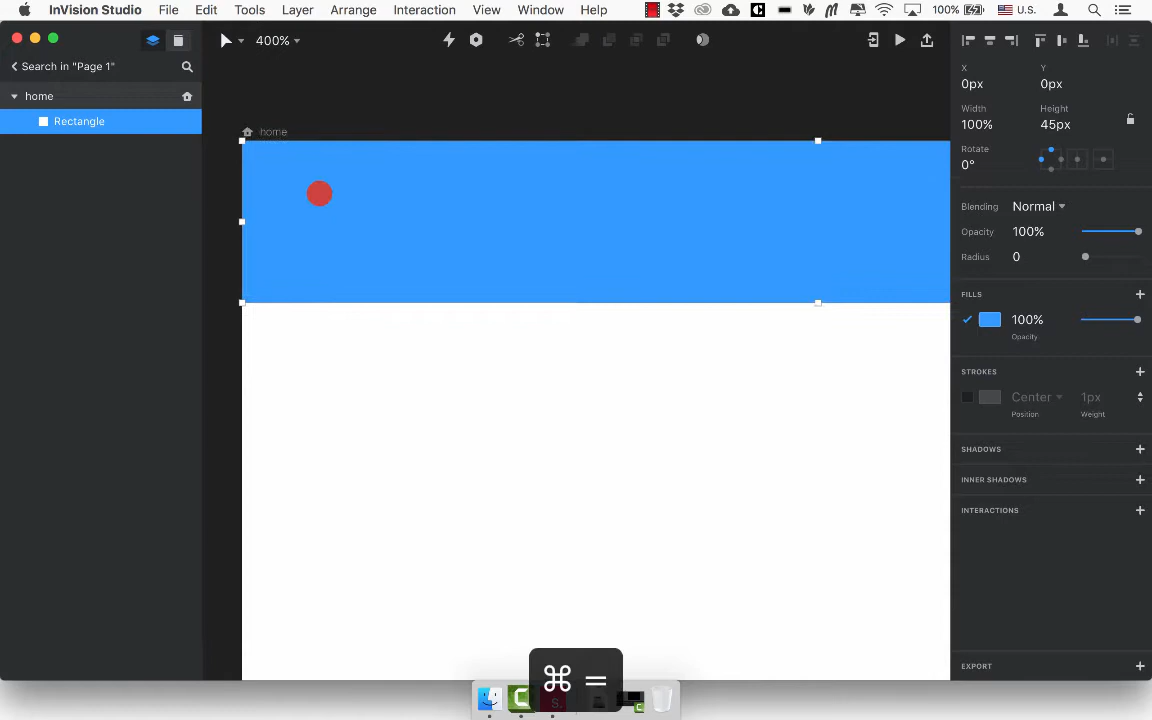 InVision Studio File Edit Tools Layer Arrange Interaction View Window Help 100% U.S.
400%
Search in "Page 1"
home
Rectangle
home
X Y
0px 0px
Width Height
100% 45px
Rotate
0°
Blending Normal
Opacity 100%
Radius 0
FILLS
100%
Opacity
STROKES
Center 1px
Position Weight
SHADOWS
INNER SHADOWS
INTERACTIONS
EXPORT
⌘ =
S.